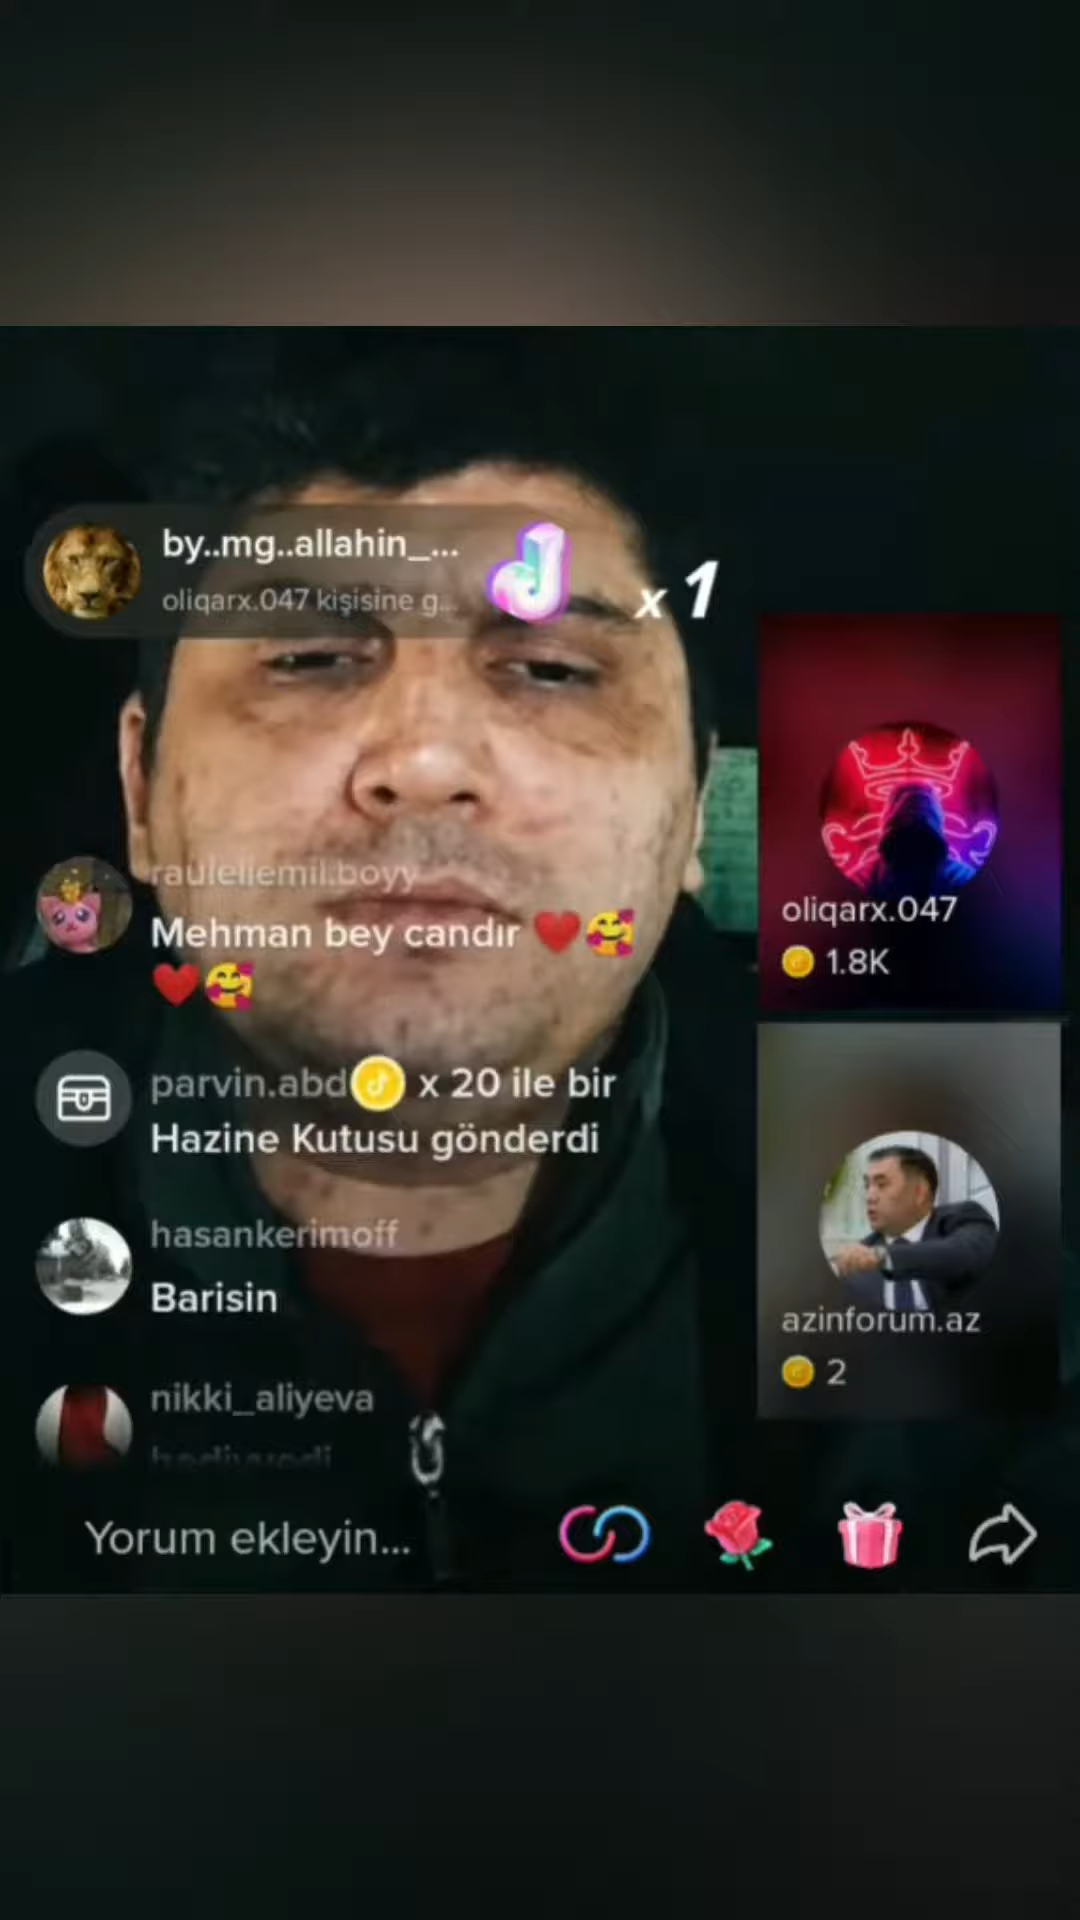 by..mg..allahin_...
oliqarx.047 kişisine g...
x 1
rauleliemil.boyy
Mehman bey candır ❤️🥰
❤️🥰
oliqarx.047
1.8K
parvin.abd x 20 ile bir
Hazine Kutusu gönderdi
hasankerimoff
Barisin
azinforum.az
2
nikki_aliyeva
Yorum ekleyin...